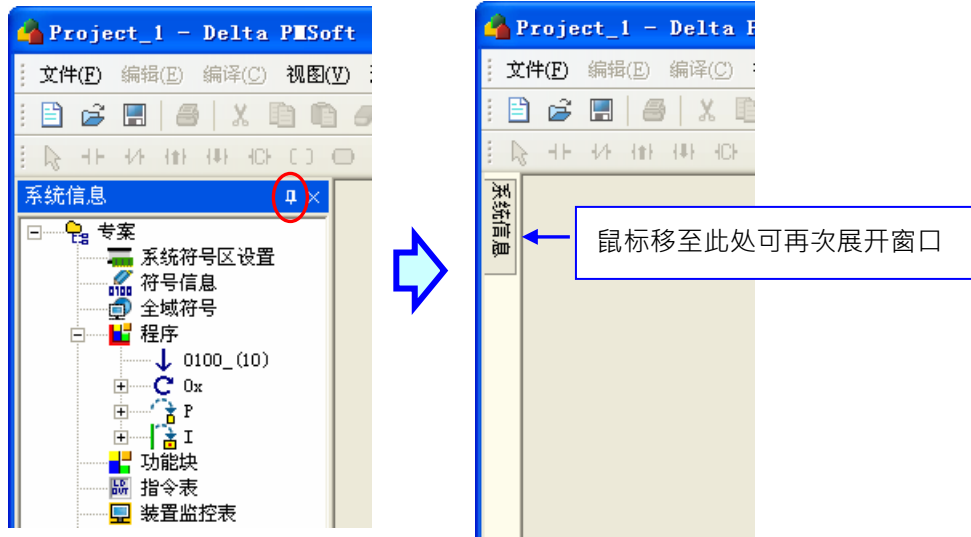 Project_1 - Delta PMSoft
文件(F) 编辑(E) 编译(C) 视图(V)
系统信息
专案
系统符号区设置
符号信息
全域符号
程序
O100_(10)
Ox
P
I
功能块
指令表
装置监控表
Project_1 - Delta
文件(F) 编辑(E) 编译(C)
系统信息
鼠标移至此处可再次展开窗口